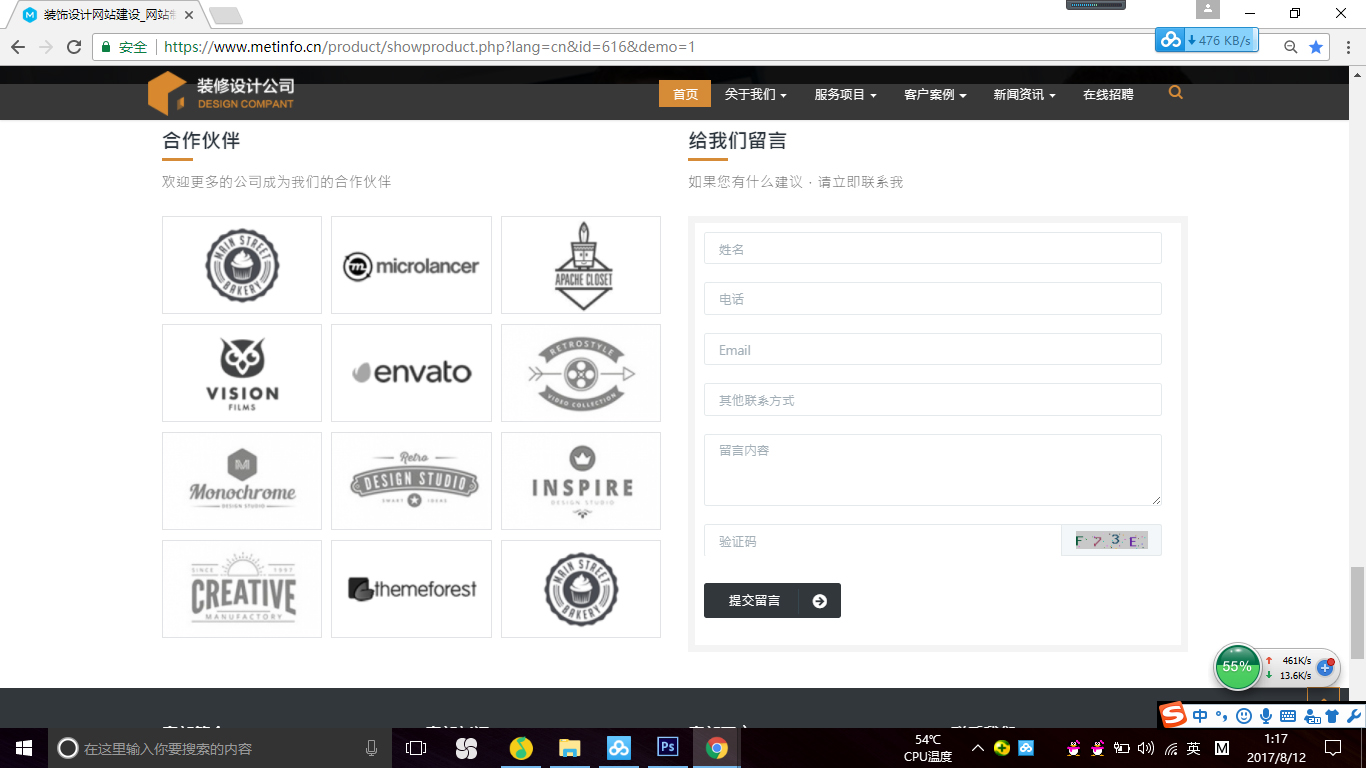 装饰设计网站建设_网站
476 KB/s
安全
https://www.metinfo.cn/product/showproduct.php?lang=cn&id=616&demo=1
装修设计公司
DESIGN COMPANT
首页
关于我们
服务项目
客户案例
新闻资讯
在线招聘
合作伙伴
欢迎更多的公司成为我们的合作伙伴
MAIN STREET
BAKERY
microlancer
APACHE CLOSET
VISION
FILMS
envato
RETROSTYLE
VIDEO COLLECTION
M
Monochrome
DESIGN STUDIO
Retro
DESIGN STUDIO
SMART IDEAS
INSPIRE
DESIGN STUDIO
SINCE 1997
CREATIVE
MANUFACTORY
themeforest
MAIN STREET
BAKERY
给我们留言
如果您有什么建议，请立即联系我
姓名
电话
Email
其他联系方式
留言内容
验证码
F73E
提交留言
55%
461K/s
13.6K/s
联系我们
中
在这里输入你要搜索的内容
Ps
54℃
CPU温度
英
M
1:17
2017/8/12